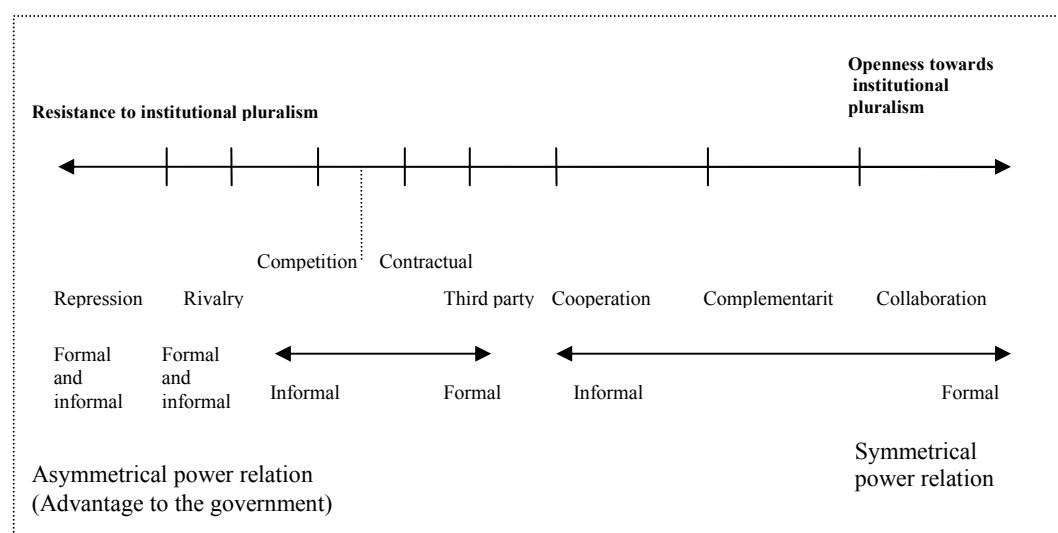 Openness towards
institutional
pluralism
Resistance to institutional pluralism
Competition Contractual
Repression Rivalry Third party Cooperation Complementarit Collaboration
Formal
and
informal
Formal
and
informal
Informal Formal Informal Formal
Symmetrical
power relation
Asymmetrical power relation
(Advantage to the government)